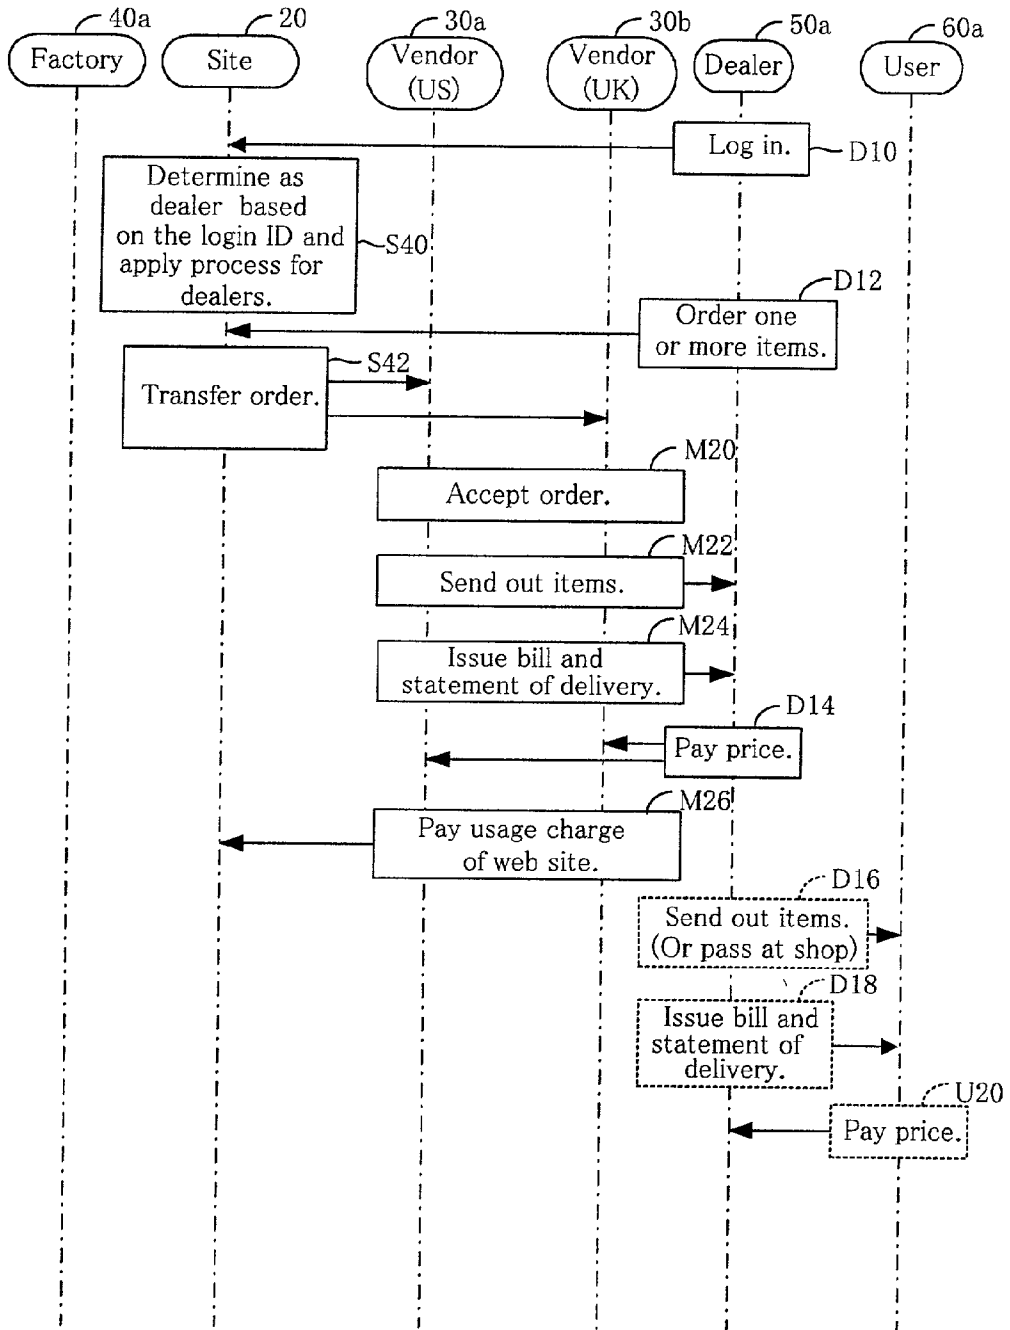 40a
20
30a
30b
50a
60a
Factory
Site
Vendor
(US)
Vendor
(UK)
Dealer
User
Log in.
D10
Determine as
dealer based
on the login ID and
apply process for
dealers.
S40
D12
Order one
or more items.
S42
Transfer order.
M20
Accept order.
M22
Send out items.
M24
Issue bill and
statement of delivery.
D14
Pay price.
M26
Pay usage charge
of web site.
D16
Send out items.
(Or pass at shop)
D18
Issue bill and
statement of
delivery.
U20
Pay price.